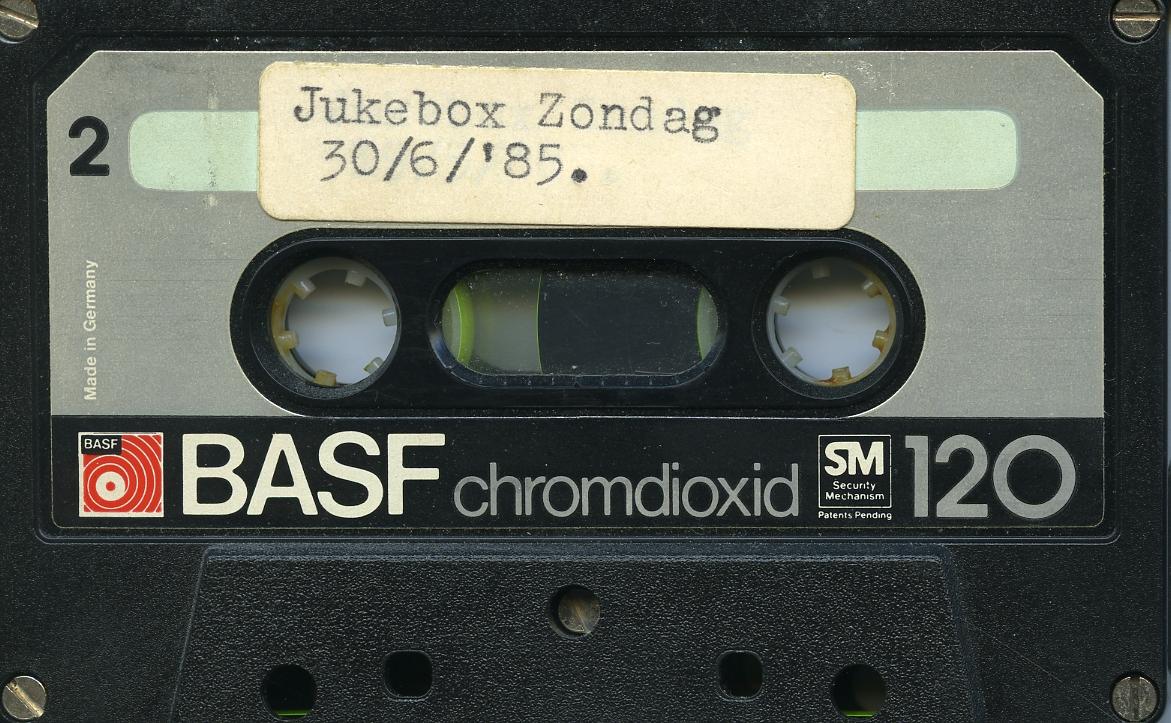 Jukebox Zondag
30/6/'85.
2
Made in Germany
BASF
BASF chromdioxid
SM
Security
Mechanism
Patents Pending
120